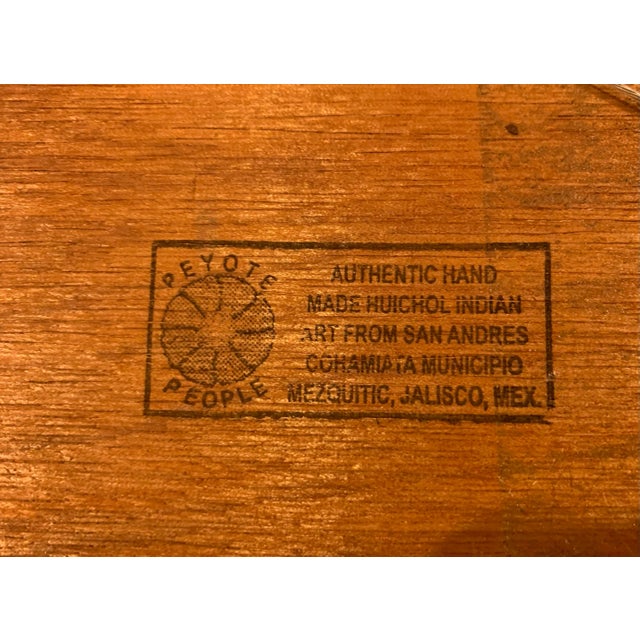 PEYOTE
PEOPLE
AUTHENTIC HAND
MADE HUICHOL INDIAN
ART FROM SAN ANDRES
COHAMIATA MUNICIPIO
MEZQUITIC, JALISCO, MEX.